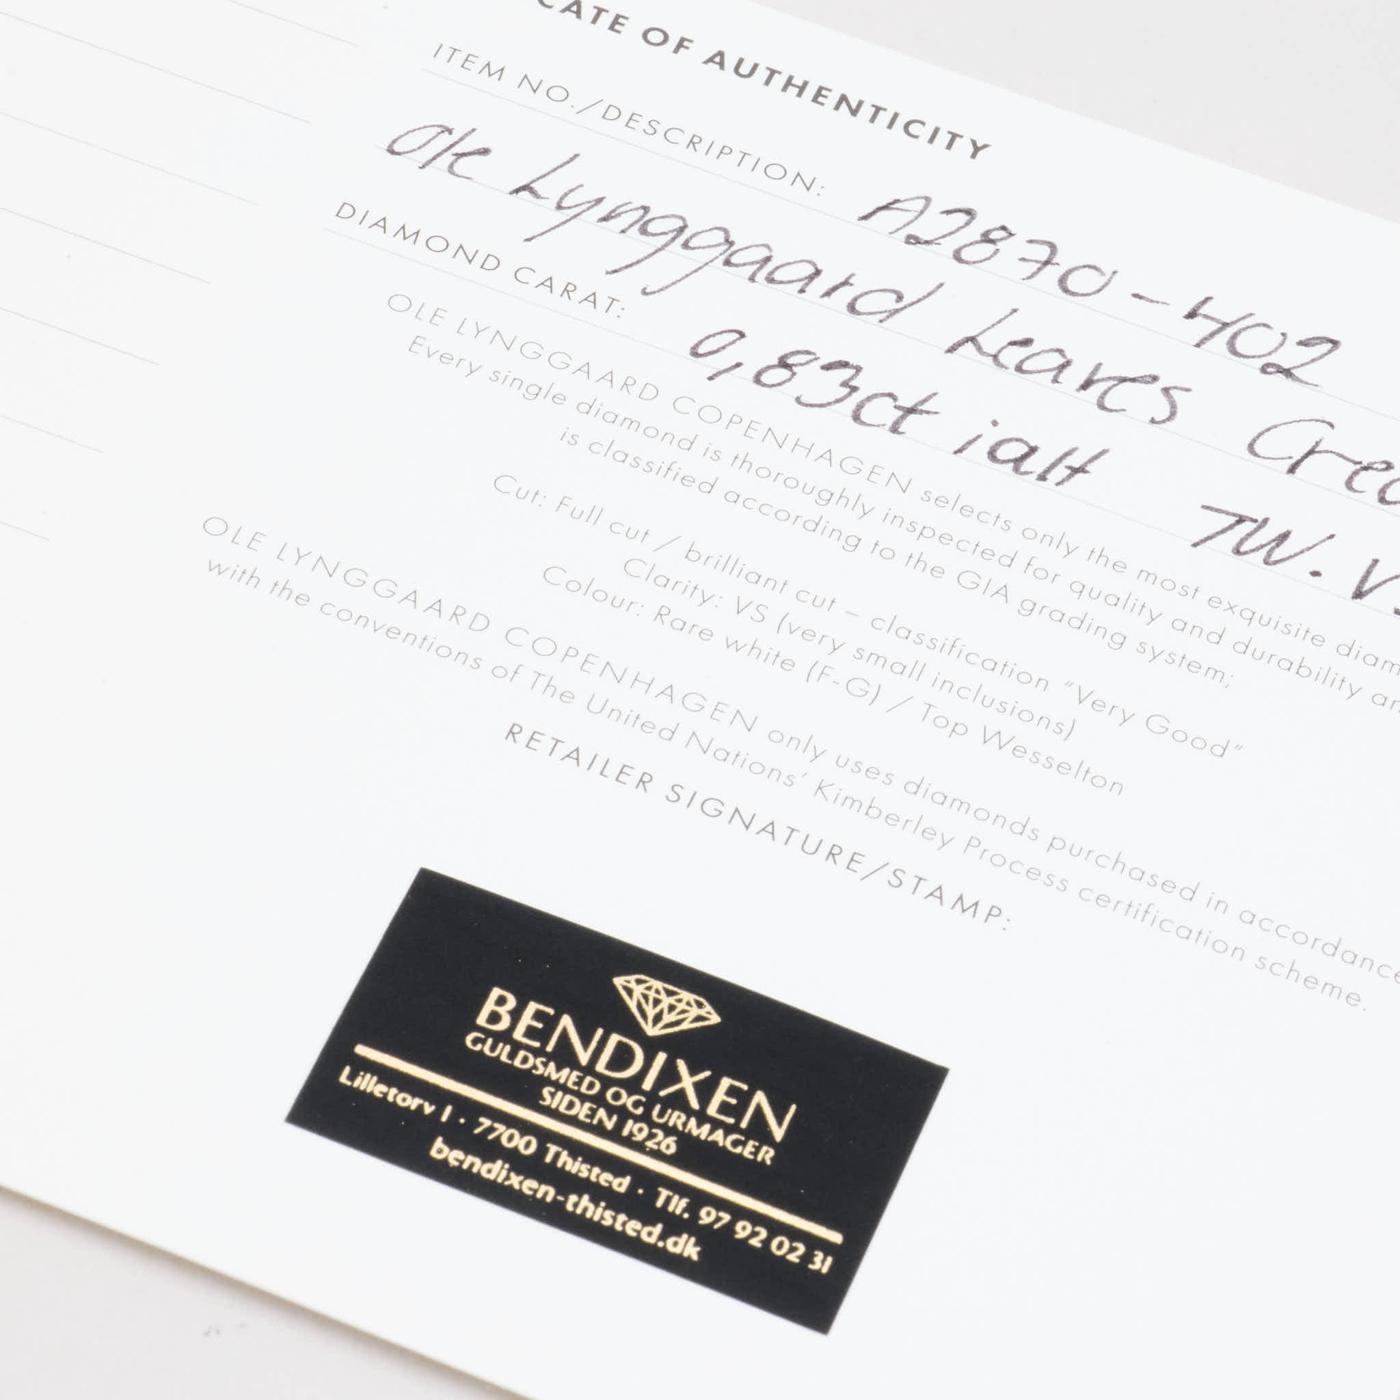 CATE OF AUTHENTICITY
ITEM NO./DESCRIPTION: A2870-402
Ole Lynggaard Leaves
DIAMOND CARAT: 0,83ct ialt TW.
OLE LYNGGAARD COPENHAGEN selects only the most exquisite
Every single diamond is thoroughly inspected for quality and durability
is classified according to the GIA grading system:
Cut: Full cut / brilliant cut – classification “Very Good”
Clarity: VS (very small inclusions)
Colour: Rare white (F-G) / Top Wesselton
OLE LYNGGAARD COPENHAGEN only uses diamonds purchased in accordance
with the conventions of The United Nations’ Kimberley Process certification scheme.
RETAILER SIGNATURE/STAMP:
BENDIXEN
GULDSMED OG URMAGER
SIDEN 1926
Lilletorv 1 · 7700 Thisted · Tlf. 97 92 02 31
bendixen-thisted.dk